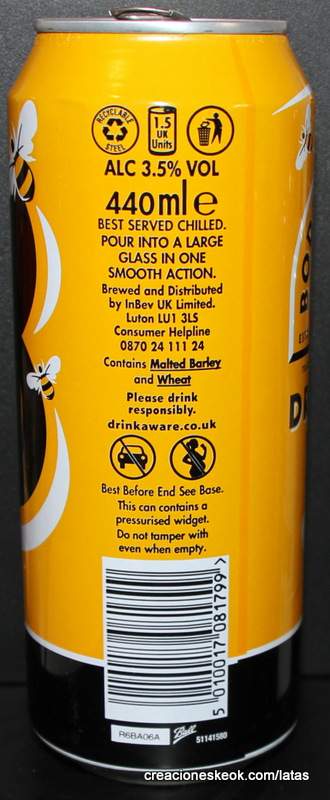 RECYCLABLE
STEEL
1.5
UK
Units
ALC 3.5% VOL
440ml e
BEST SERVED CHILLED.
POUR INTO A LARGE
GLASS IN ONE
SMOOTH ACTION.
Brewed and Distributed
by InBev UK Limited.
Luton LU1 3LS
Consumer Helpline
0870 24 111 24
Contains Malted Barley
and Wheat
Please drink
responsibly.
drinkaware.co.uk
Best Before End See Base.
This can contains a
pressurised widget.
Do not tamper with
even when empty.
5 010017 081799 >
R6BA06A
Ball
51141580
BO
D
creacioneskeok.com/latas